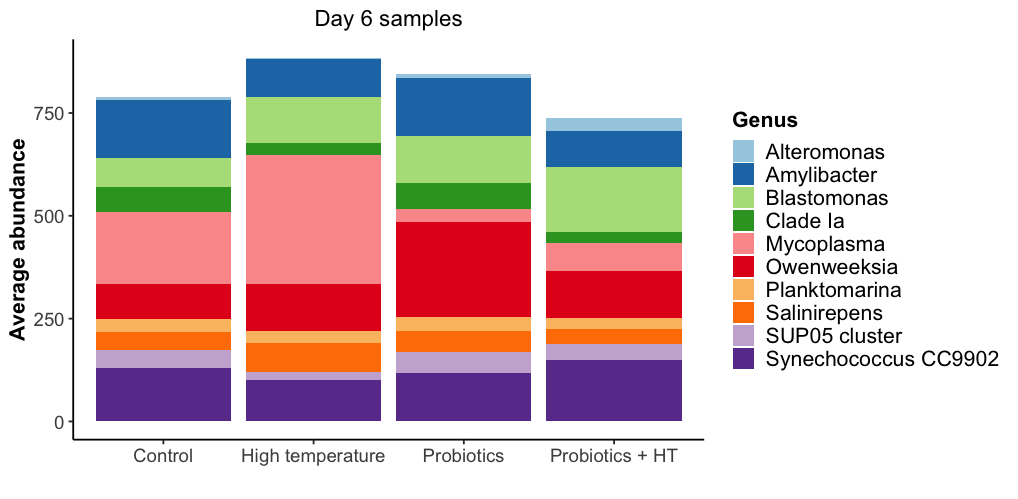 Day 6 samples
Average abundance
750
500
250
0
Control
High temperature
Probiotics
Probiotics + HT
Genus
Alteromonas
Amylibacter
Blastomonas
Clade Ia
Mycoplasma
Owenweeksia
Planktomarina
Salinirepens
SUP05 cluster
Synechococcus CC9902